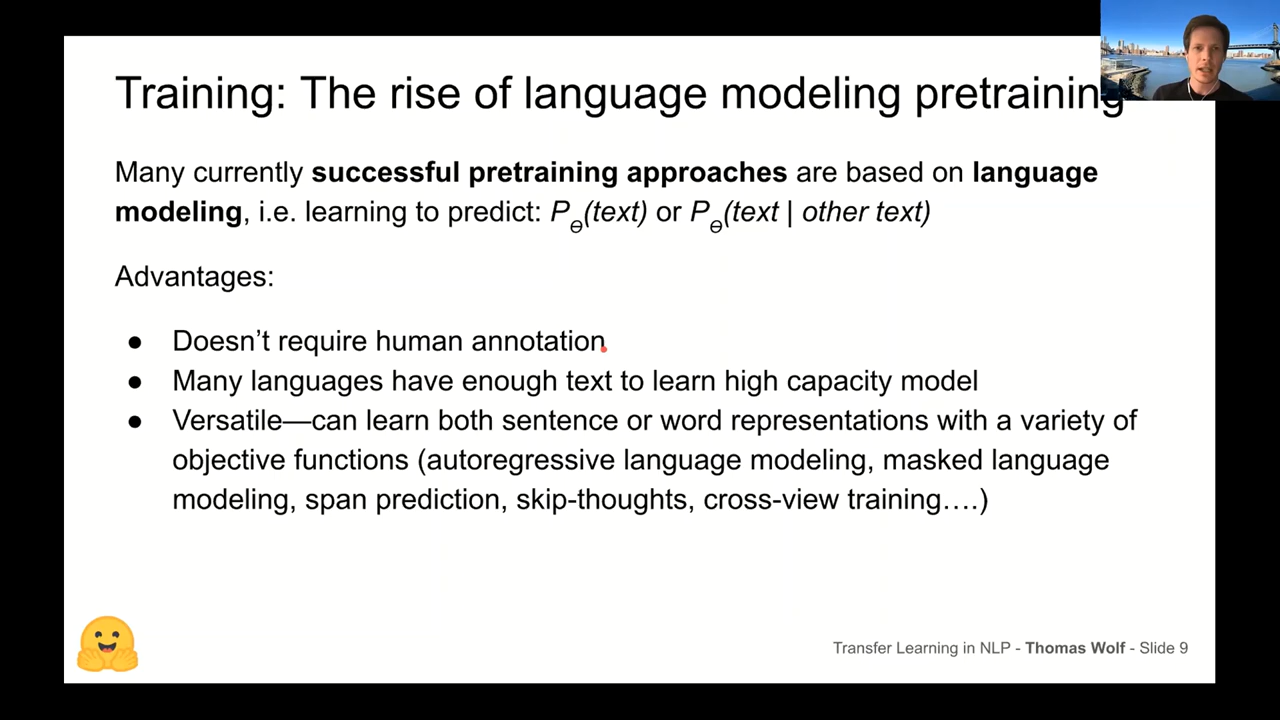 Training: The rise of language modeling pretraining
Many currently successful pretraining approaches are based on language
modeling, i.e. learning to predict: Pɵ(text) or Pɵ(text | other text)
Advantages:
● Doesn’t require human annotation
● Many languages have enough text to learn high capacity model
● Versatile—can learn both sentence or word representations with a variety of
objective functions (autoregressive language modeling, masked language
modeling, span prediction, skip-thoughts, cross-view training….)
Transfer Learning in NLP - Thomas Wolf - Slide 9